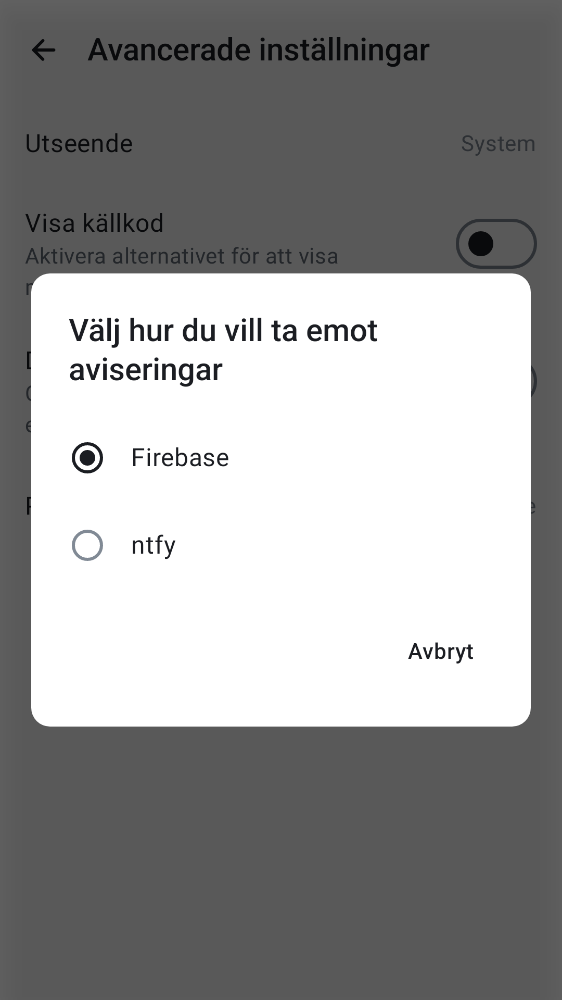 Avancerade inställningar
Utseende
System
Visa källkod
Aktivera alternativet för att visa
Välj hur du vill ta emot
aviseringar
Firebase
ntfy
Avbryt